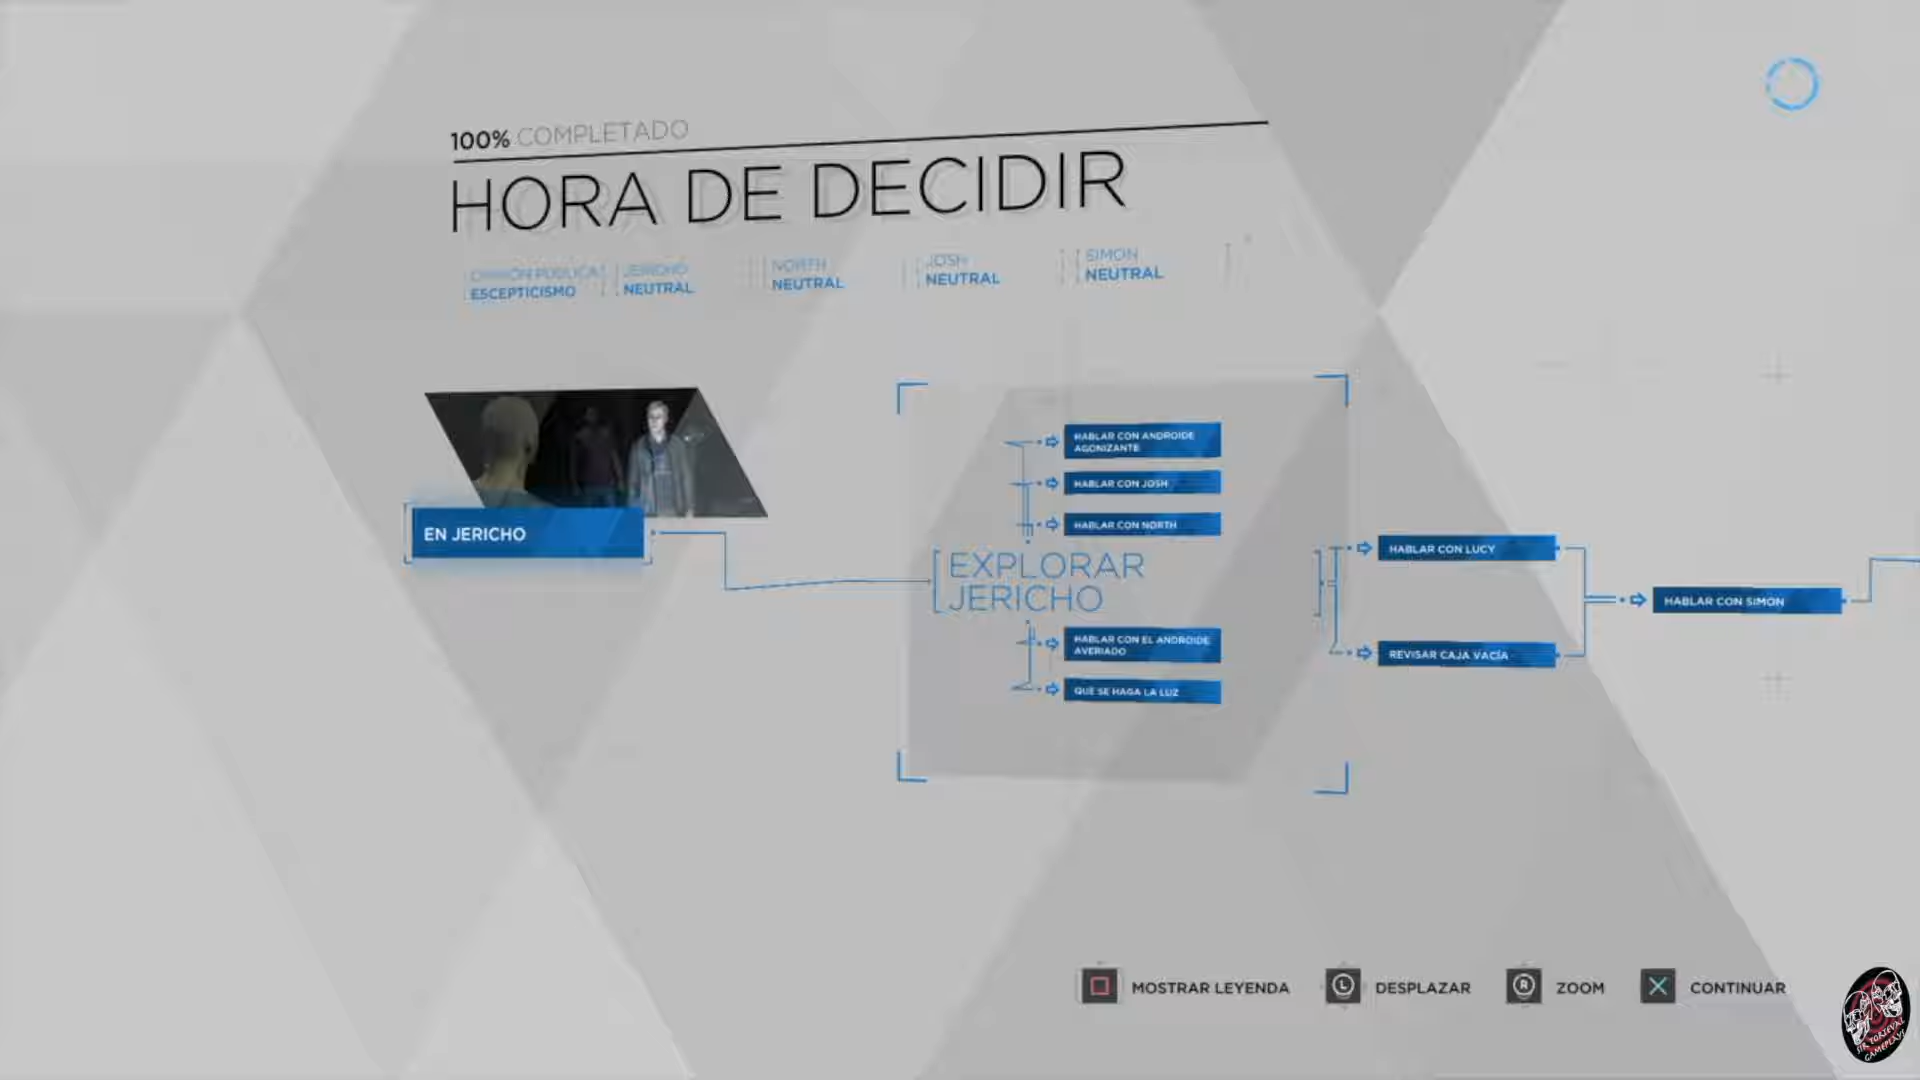 100% COMPLETADO
HORA DE DECIDIR
OPINIÓN PÚBLICA
ESCEPTICISMO
JERICHO
NEUTRAL
NORTH
NEUTRAL
JOSH
NEUTRAL
SIMON
NEUTRAL
EN JERICHO
HABLAR CON ANDROIDE
AGONIZANTE
HABLAR CON JOSH
HABLAR CON NORTH
EXPLORAR
JERICHO
HABLAR CON EL ANDROIDE
AVERIADO
QUE SE HAGA LA LUZ
HABLAR CON LUCY
REVISAR CAJA VACÍA
HABLAR CON SIMON
MOSTRAR LEYENDA
L
DESPLAZAR
R
ZOOM
CONTINUAR
GAMEPLAYS